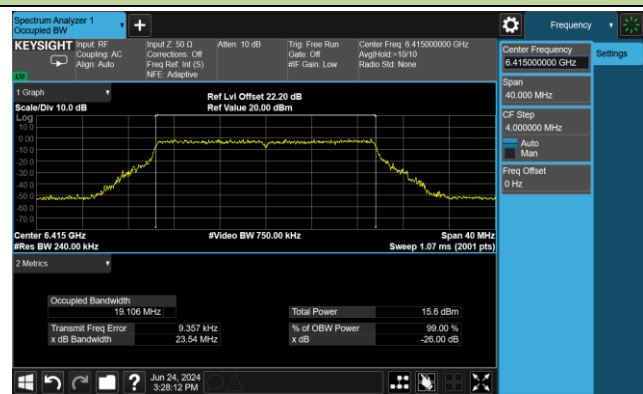 Spectrum Analyzer 1
Occupied BW
Frequency
KEYSIGHT
Input: RF
Coupling: AC
Align: Auto
Input Z: 50 Ω
Corrections: Off
Freq Ref: Int (S)
NFE: Adaptive
Atten: 10 dB
Trig: Free Run
Gate: Off
#IF Gain: Low
Center Freq: 6.415000000 GHz
Avg|Hold:>10/10
Radio Std: None
1 Graph
Scale/Div 10.0 dB
Ref Lvl Offset 22.20 dB
Ref Value 20.00 dBm
Log
10.0
0.00
-10.0
-20.0
-30.0
-40.0
-50.0
-60.0
-70.0
Center 6.415 GHz
#Res BW 240.00 kHz
#Video BW 750.00 kHz
Span 40 MHz
Sweep 1.07 ms (2001 pts)
2 Metrics
Occupied Bandwidth
19.106 MHz
Total Power 15.6 dBm
Transmit Freq Error 9.357 kHz
% of OBW Power 99.00 %
x dB Bandwidth 23.54 MHz
x dB -26.00 dB
Jun 24, 2024
3:28:12 PM
Center Frequency
6.415000000 GHz
Settings
Span
40.000 MHz
CF Step
4.000000 MHz
Auto
Man
Freq Offset
0 Hz